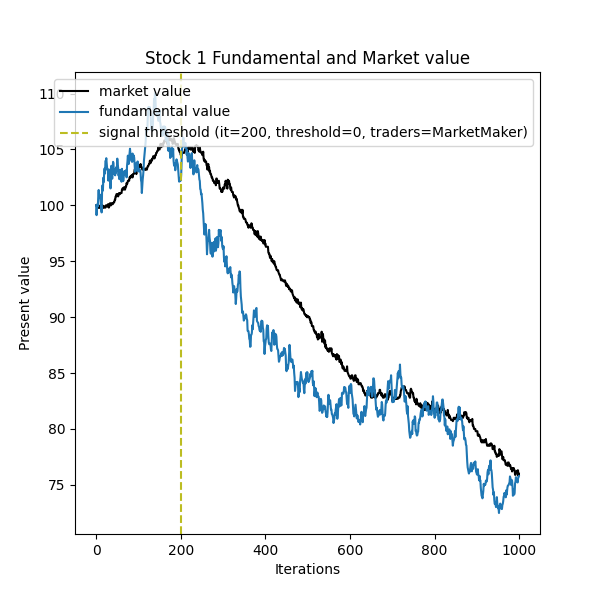 Stock 1 Fundamental and Market value
market value
fundamental value
signal threshold (it=200, threshold=0, traders=MarketMaker)
110
105
100
95
90
85
80
75
Present value
0 200 400 600 800 1000
Iterations